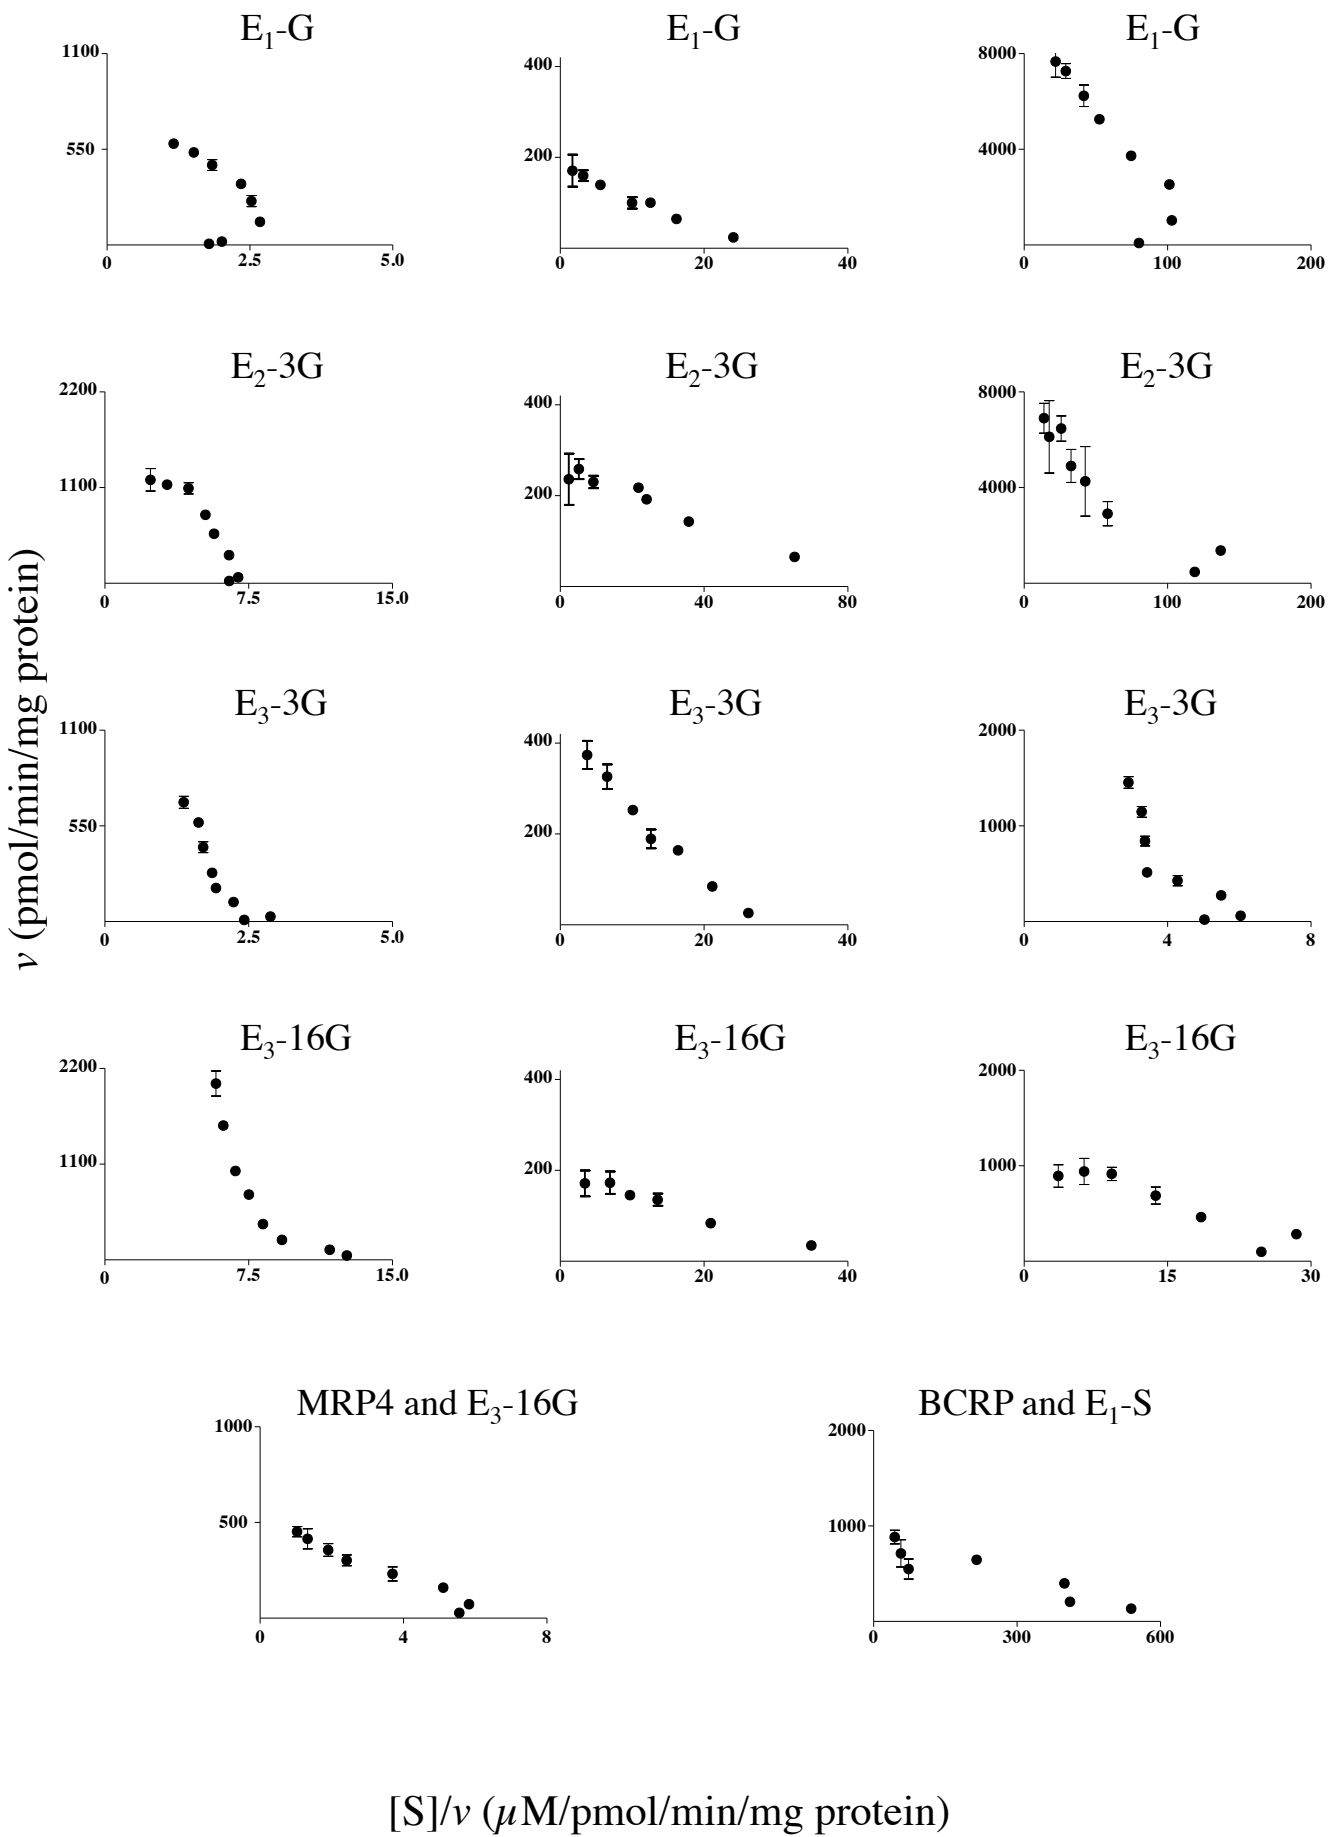 E₁-G E₁-G E₁-G
1100 400 8000
550 200 4000
0 2.5 5.0 0 20 40 0 100 200
E₂-3G E₂-3G E₂-3G
2200 400 8000
1100 200 4000
0 7.5 15.0 0 40 80 0 100 200
v (pmol/min/mg protein)
E₃-3G E₃-3G E₃-3G
1100 400 2000
550 200 1000
0 2.5 5.0 0 20 40 0 4 8
E₃-16G E₃-16G E₃-16G
2200 400 2000
1100 200 1000
0 7.5 15.0 0 20 40 0 15 30
MRP4 and E₃-16G BCRP and E₁-S
1000 2000
500 1000
0 4 8 0 300 600
[S]/v (µM/pmol/min/mg protein)